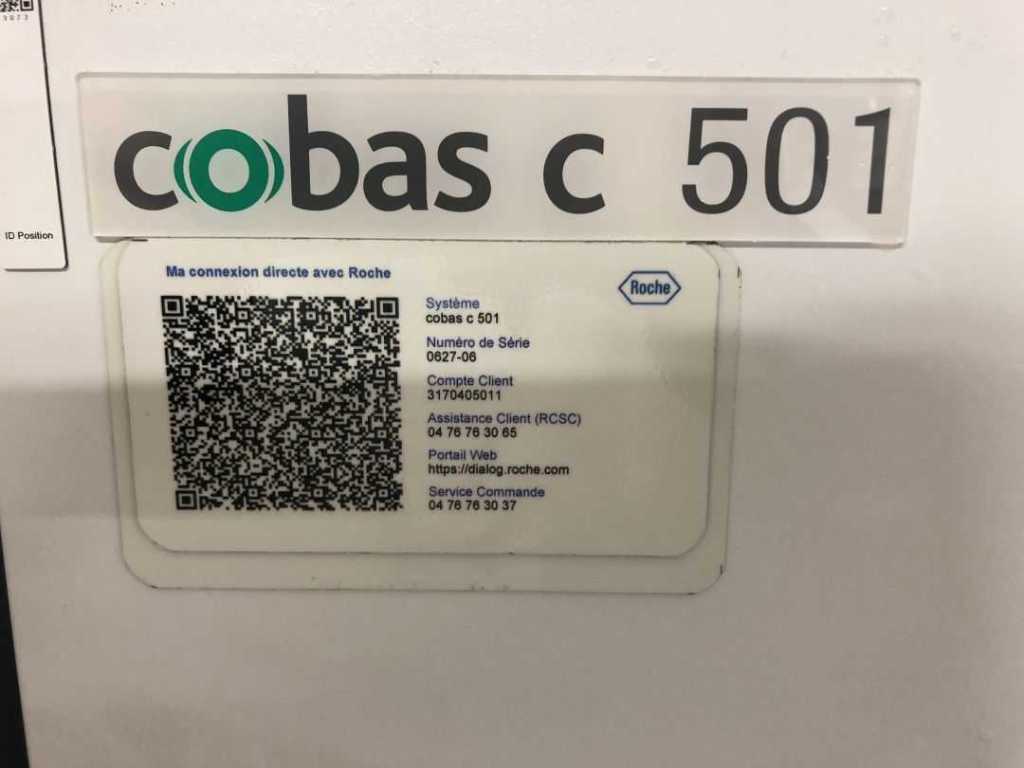 cobas c 501
ID Position
Ma connexion directe avec Roche
Roche
Système
cobas c 501
Numéro de Série
0627-06
Compte Client
3170405011
Assistance Client (RCSC)
04 76 76 30 65
Portail Web
https://dialog.roche.com
Service Commande
04 76 76 30 37